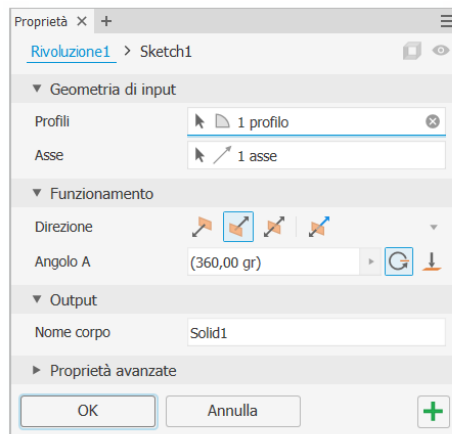 Proprietà × +
Rivoluzione1 > Sketch1
Geometria di input
Profili 1 profilo
Asse 1 asse
Funzionamento
Direzione
Angolo A (360,00 gr)
Output
Nome corpo Solid1
Proprietà avanzate
OK Annulla